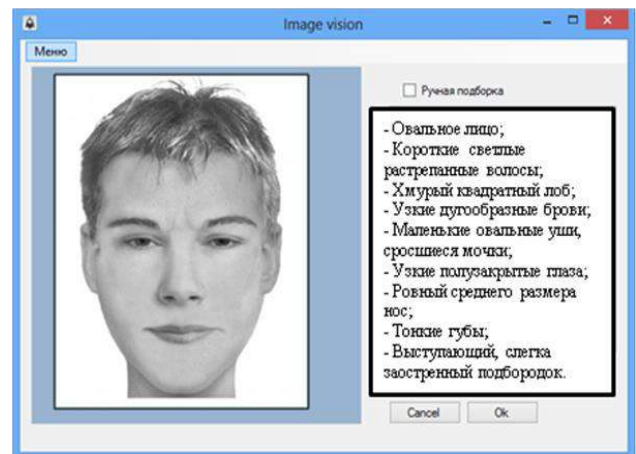 Image vision
Меню
Ручная подборка
- Овальное лицо;
- Короткие светлые
растрепанные волосы;
- Хмурый квадратный лоб;
- Узкие дугообразные брови;
- Маленькие овальные уши,
сросшиеся мочки;
- Узкие полузакрытые глаза;
- Ровный среднего размера
нос;
- Тонкие губы;
- Выступающий, слегка
заостренный подбородок.
Cancel Ok